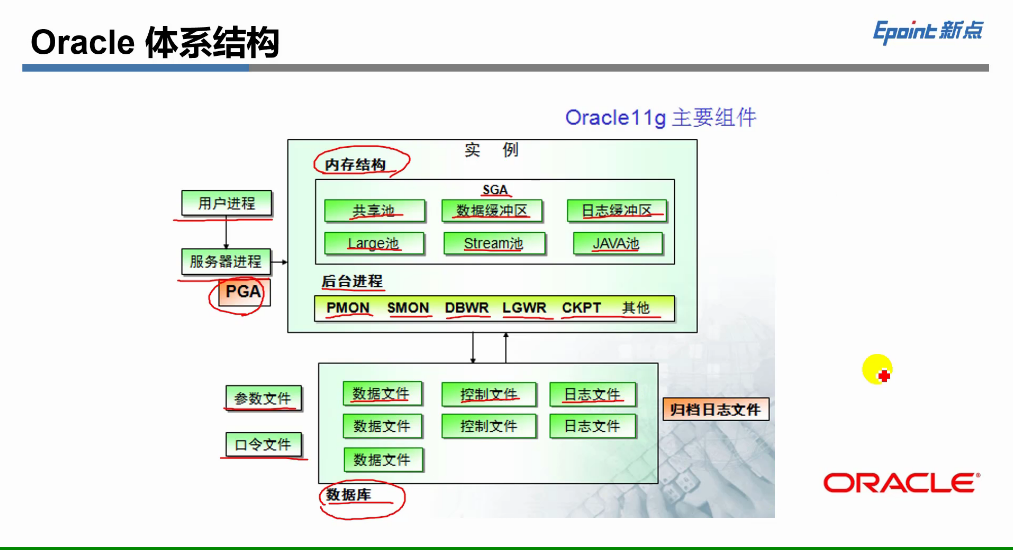 Oracle 体系结构
Epoint 新点
Oracle11g 主要组件
实 例
内存结构
SGA
共享池 数据缓冲区 日志缓冲区
Large池 Stream池 JAVA池
用户进程
服务器进程
PGA
后台进程
PMON SMON DBWR LGWR CKPT 其他
参数文件
口令文件
数据文件 控制文件 日志文件
数据文件 控制文件 日志文件
数据文件
数据库
归档日志文件
ORACLE®